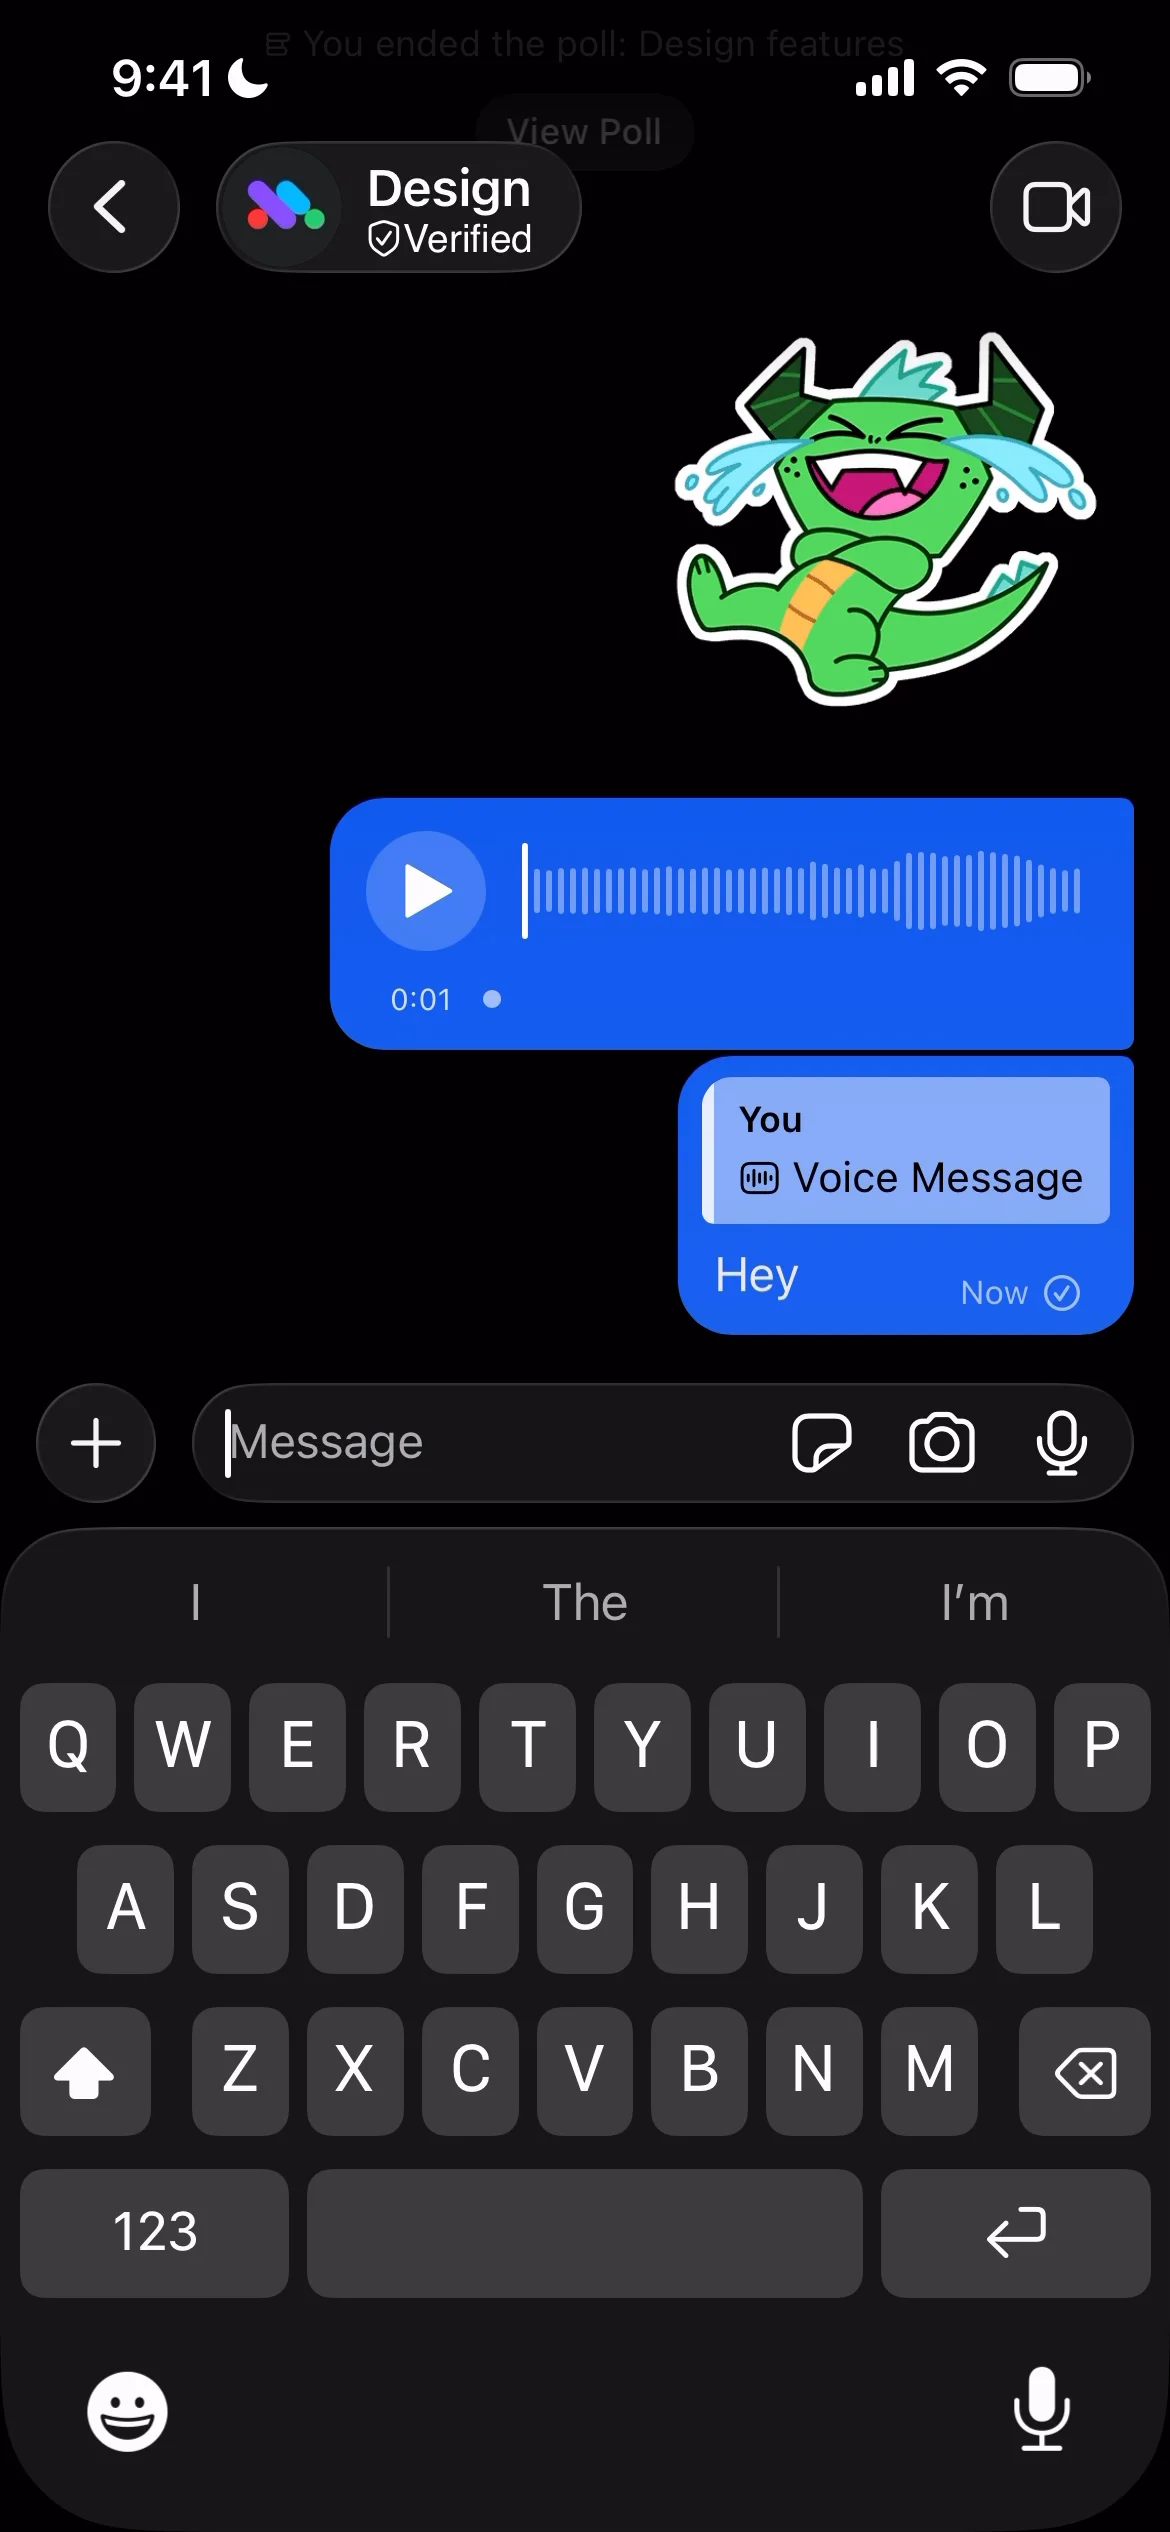 You ended the poll: Design features
9:41
View Poll
Design
Verified
0:01
You
Voice Message
Hey
Now
Message
I
The
I’m
Q W E R T Y U I O P
A S D F G H J K L
Z X C V B N M
123